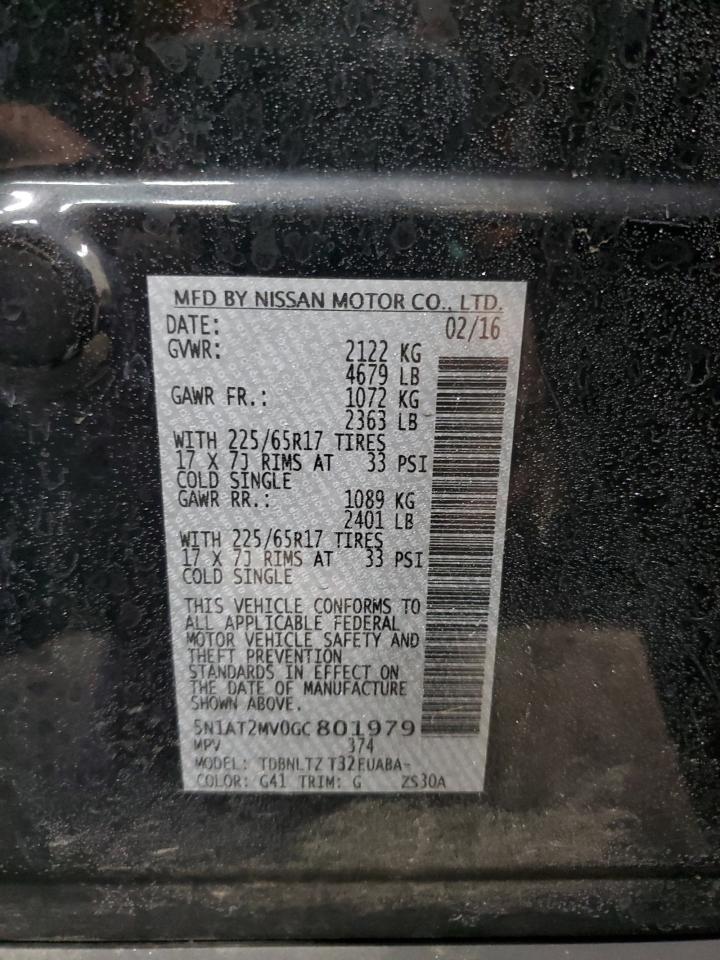 MFD BY NISSAN MOTOR CO., LTD.
DATE: 02/16
GVWR: 2122 KG
4679 LB
GAWR FR.: 1072 KG
2363 LB
WITH 225/65R17 TIRES
17 X 7J RIMS AT 33 PSI
COLD SINGLE
GAWR RR.: 1089 KG
2401 LB
WITH 225/65R17 TIRES
17 X 7J RIMS AT 33 PSI
COLD SINGLE
THIS VEHICLE CONFORMS TO
ALL APPLICABLE FEDERAL
MOTOR VEHICLE SAFETY AND
THEFT PREVENTION
STANDARDS IN EFFECT ON
THE DATE OF MANUFACTURE
SHOWN ABOVE.
5N1AT2MV0GC801979
MPV 374
MODEL: TDBNLTZ T32EUABA-
COLOR: G41 TRIM: G ZS30A